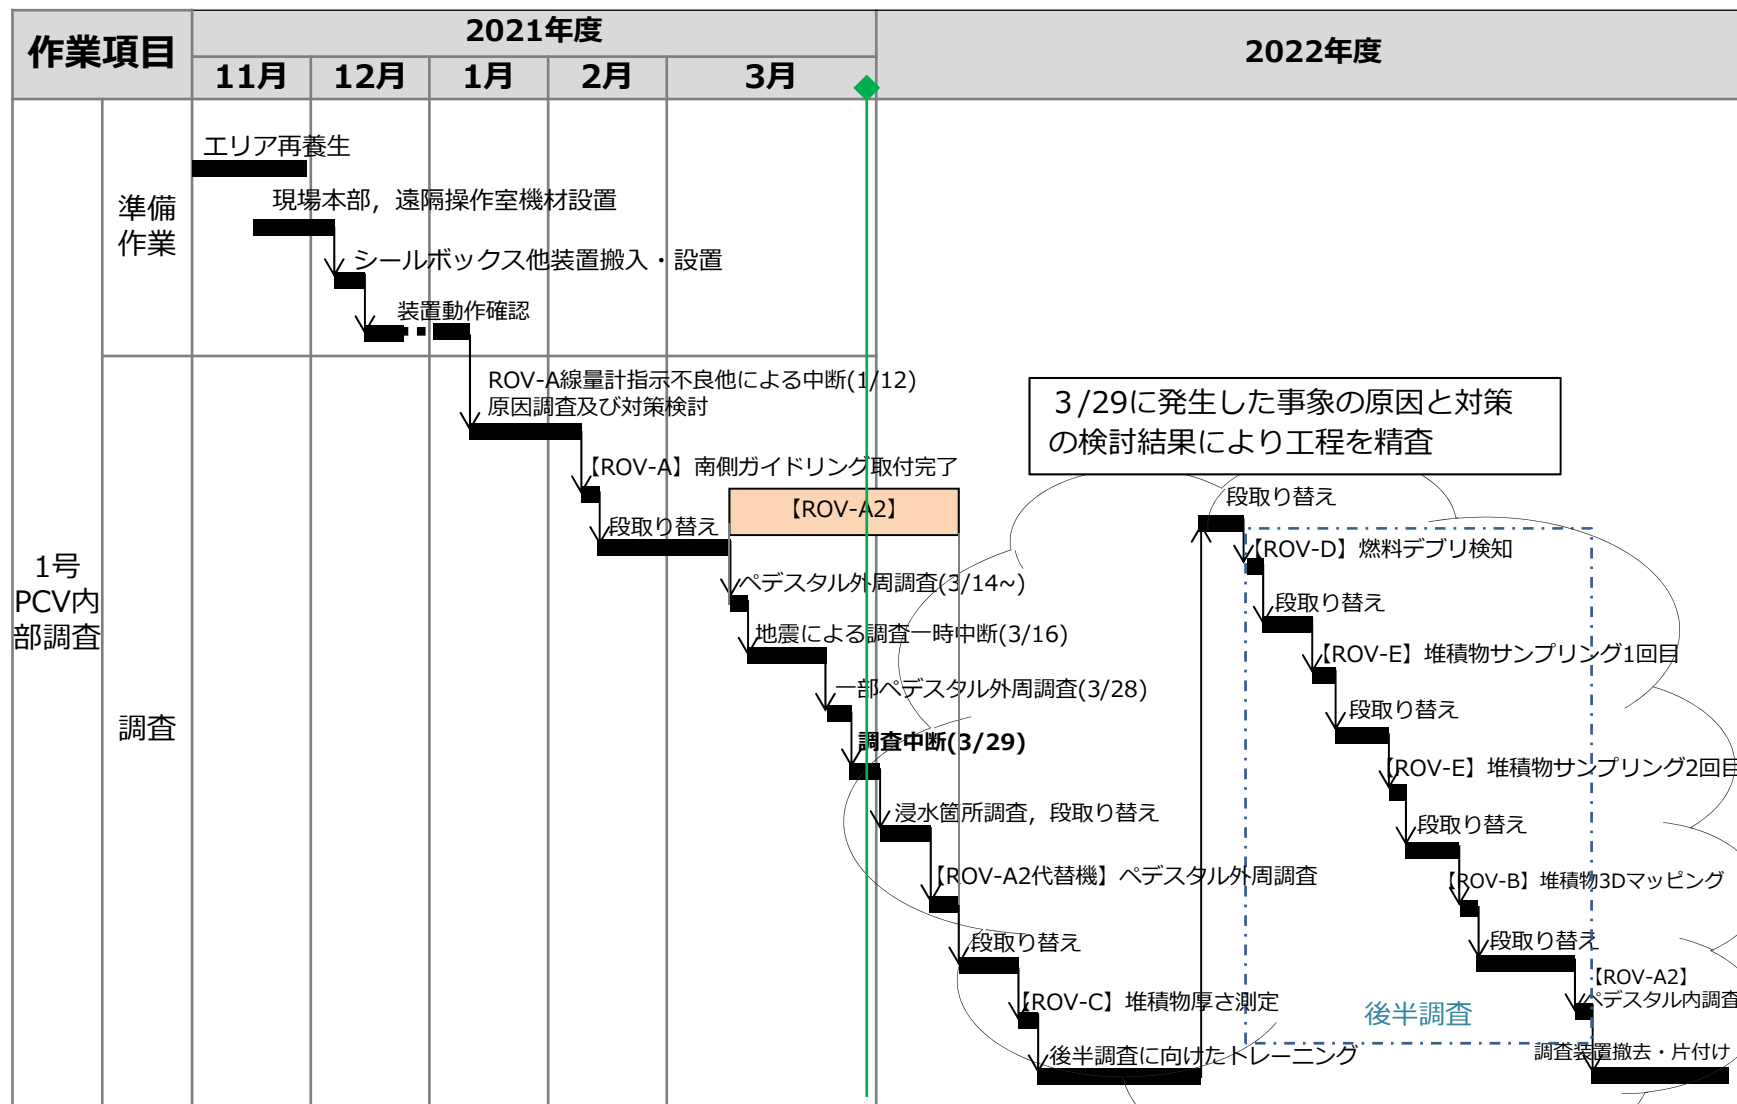 作業項目
2021年度
2022年度
11月
12月
1月
2月
3月
1号
PCV内
部調査
準備
作業
エリア再養生
現場本部，遠隔操作室機材設置
シールボックス他装置搬入・設置
装置動作確認
調査
ROV-A線量計指示不良他による中断(1/12)
原因調査及び対策検討
【ROV-A】南側ガイドリング取付完了
【ROV-A2】
段取り替え
ペデスタル外周調査(3/14~)
地震による調査一時中断(3/16)
一部ペデスタル外周調査(3/28)
調査中断(3/29)
浸水箇所調査，段取り替え
【ROV-A2代替機】ペデスタル外周調査
段取り替え
【ROV-C】堆積物厚さ測定
後半調査に向けたトレーニング
３/29に発生した事象の原因と対策
の検討結果により工程を精査
段取り替え
【ROV-D】燃料デブリ検知
段取り替え
【ROV-E】堆積物サンプリング1回目
段取り替え
【ROV-E】堆積物サンプリング2回目
段取り替え
【ROV-B】堆積物3Dマッピング
段取り替え
【ROV-A2】
ペデスタル内調査
後半調査
調査装置撤去・片付け